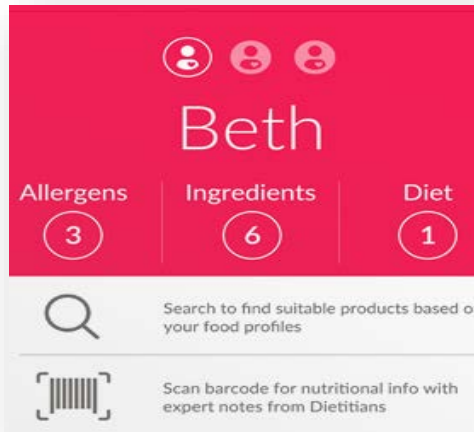 Beth
Allergens Ingredients Diet
3 6 1
Search to find suitable products based o
your food profiles
Scan barcode for nutritional info with
expert notes from Dietitians